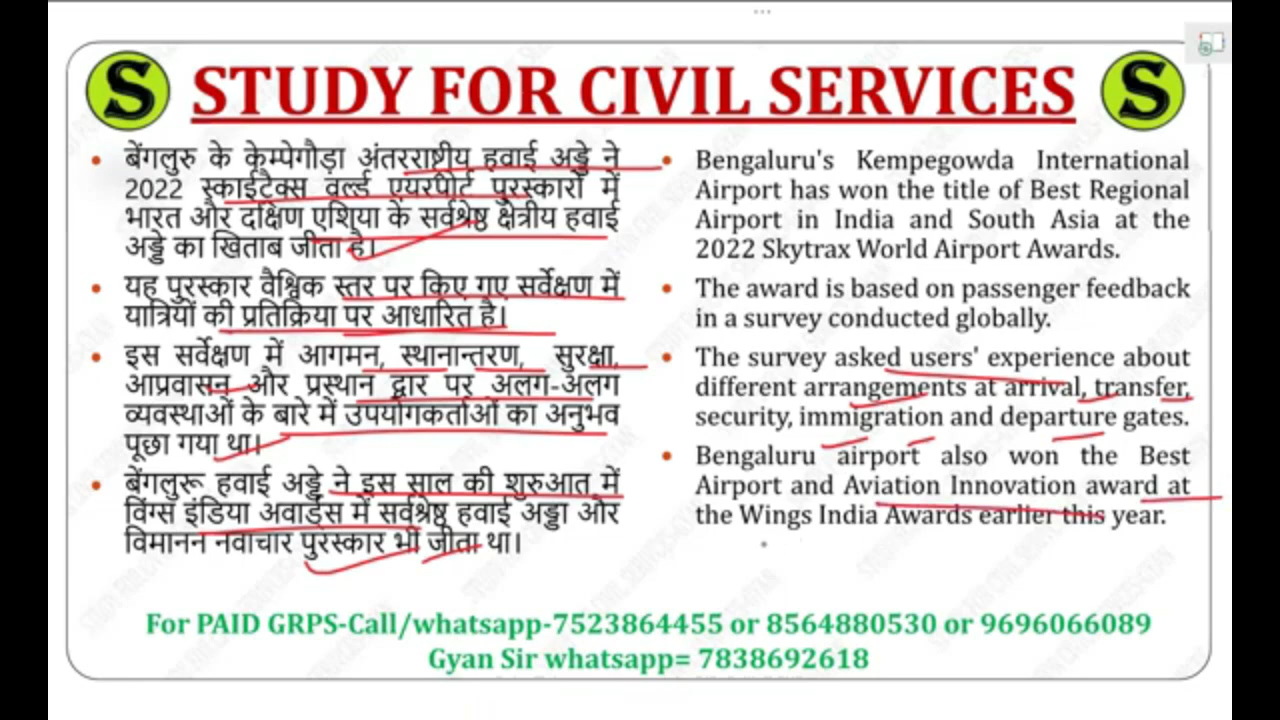 S STUDY FOR CIVIL SERVICES S
बेंगलुरु के केम्पेगौड़ा अंतरराष्ट्रीय हवाई अड्डे ने
2022 स्काईट्रैक्स वर्ल्ड एयरपोर्ट पुरस्कारों में
भारत और दक्षिण एशिया के सर्वश्रेष्ठ क्षेत्रीय हवाई
अड्डे का खिताब जीता है।
यह पुरस्कार वैश्विक स्तर पर किए गए सर्वेक्षण में
यात्रियों की प्रतिक्रिया पर आधारित है।
इस सर्वेक्षण में आगमन, स्थानान्तरण, सुरक्षा,
आप्रवासन और प्रस्थान द्वार पर अलग-अलग
व्यवस्थाओं के बारे में उपयोगकर्ताओं का अनुभव
पूछा गया था।
बेंगलुरू हवाई अड्डे ने इस साल की शुरुआत में
विंग्स इंडिया अवार्ड्स में सर्वश्रेष्ठ हवाई अड्डा और
विमानन नवाचार पुरस्कार भी जीता था।
Bengaluru's Kempegowda International
Airport has won the title of Best Regional
Airport in India and South Asia at the
2022 Skytrax World Airport Awards.
The award is based on passenger feedback
in a survey conducted globally.
The survey asked users' experience about
different arrangements at arrival, transfer,
security, immigration and departure gates.
Bengaluru airport also won the Best
Airport and Aviation Innovation award at
the Wings India Awards earlier this year.
For PAID GRPS-Call/whatsapp-7523864455 or 8564880530 or 9696066089
Gyan Sir whatsapp= 7838692618